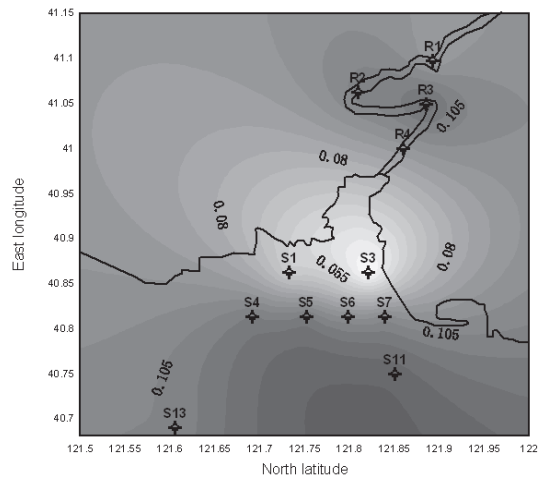 41.15
R1
41.1
R2
R3
41.05
0.105
R4
41
0.08
40.95
0.08
40.9
0.08
S1
0.055
S3
40.85
S4
S5
S6
S7
40.8
0.105
S11
40.75
0.105
S13
40.7
121.5
121.55
121.6
121.65
121.7
121.75
121.8
121.85
121.9
121.95
122
North latitude
East longitude